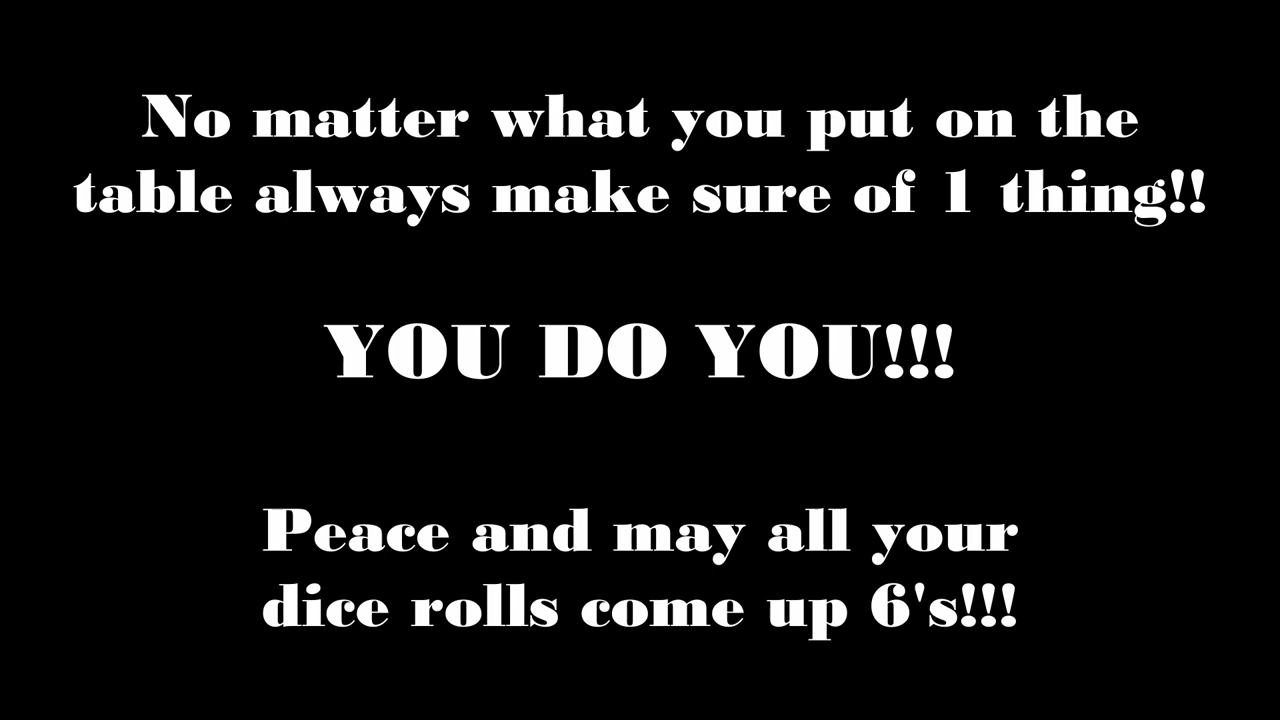 No matter what you put on the
table always make sure of 1 thing!!
YOU DO YOU!!!
Peace and may all your
dice rolls come up 6's!!!